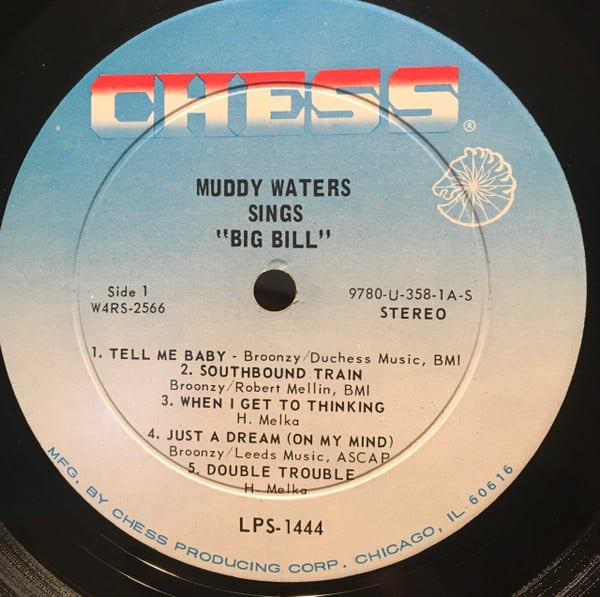 CHESS®
MUDDY WATERS
SINGS
"BIG BILL"
Side 1
W4RS-2566
9780-U-358-1A-S
STEREO
1. TELL ME BABY - Broonzy/Duchess Music, BMI
2. SOUTHBOUND TRAIN
Broonzy/Robert Mellin, BMI
3. WHEN I GET TO THINKING
H. Melka
4. JUST A DREAM (ON MY MIND)
Broonzy/Leeds Music, ASCAP
5. DOUBLE TROUBLE
H. Melka
LPS-1444
MFG. BY CHESS PRODUCING CORP. CHICAGO, IL. 60616